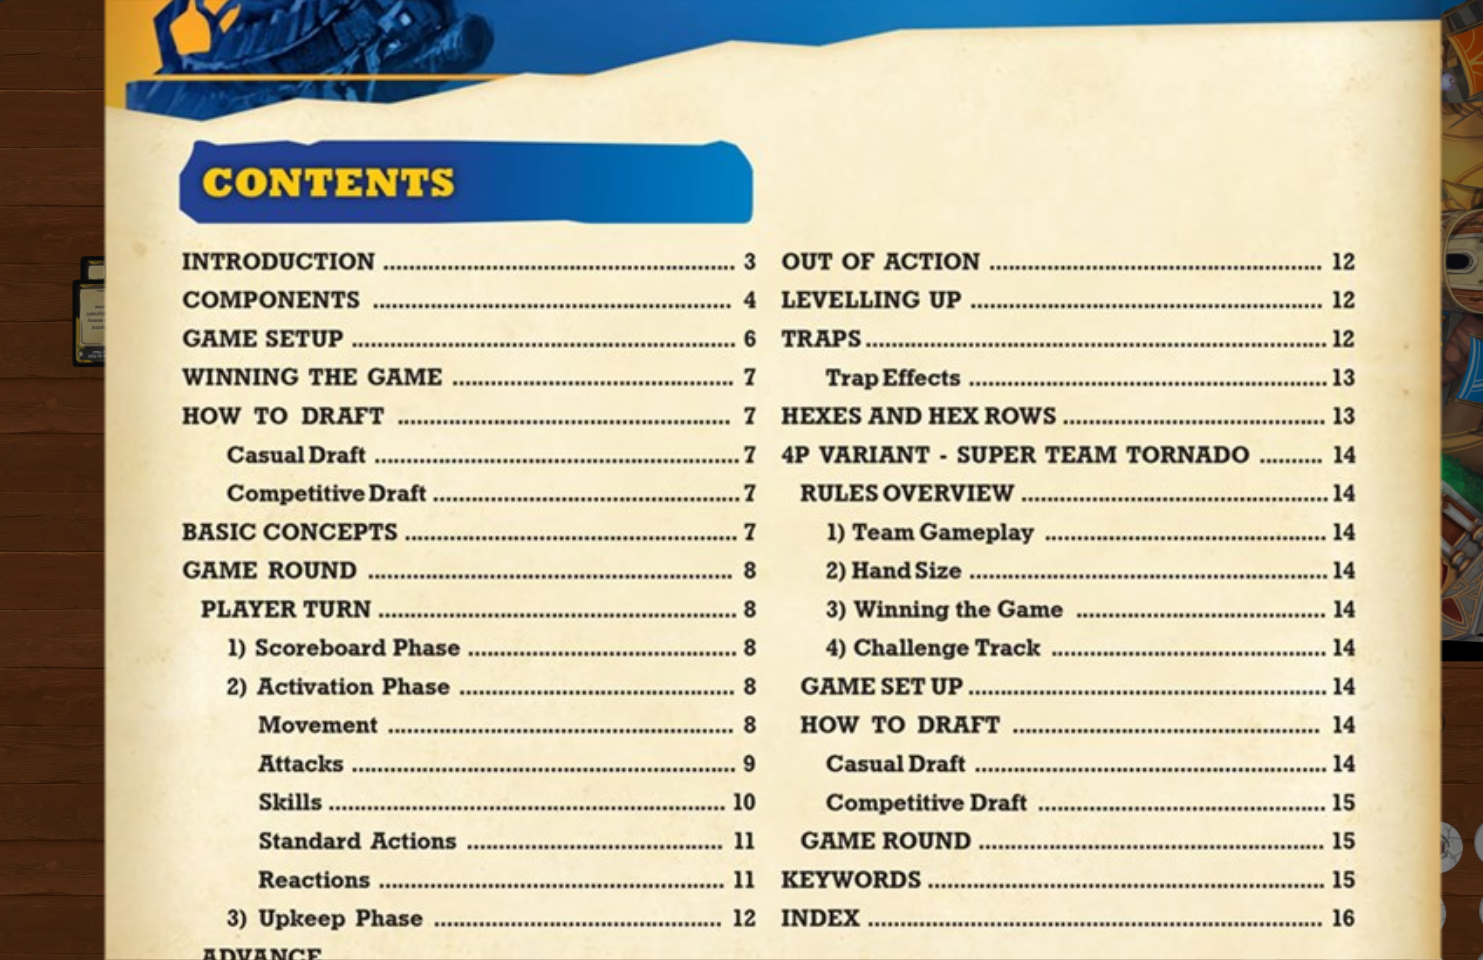 CONTENTS
INTRODUCTION ........ 3
COMPONENTS ........ 4
GAME SETUP ........ 6
WINNING THE GAME ........ 7
HOW TO DRAFT ........ 7
Casual Draft ........ 7
Competitive Draft ........ 7
BASIC CONCEPTS ........ 7
GAME ROUND ........ 8
PLAYER TURN ........ 8
1) Scoreboard Phase ........ 8
2) Activation Phase ........ 8
Movement ........ 8
Attacks ........ 9
Skills ........ 10
Standard Actions ........ 11
Reactions ........ 11
3) Upkeep Phase ........ 12
ADVANCE
OUT OF ACTION ........ 12
LEVELLING UP ........ 12
TRAPS ........ 12
Trap Effects ........ 13
HEXES AND HEX ROWS ........ 13
4P VARIANT - SUPER TEAM TORNADO ........ 14
RULES OVERVIEW ........ 14
1) Team Gameplay ........ 14
2) Hand Size ........ 14
3) Winning the Game ........ 14
4) Challenge Track ........ 14
GAME SET UP ........ 14
HOW TO DRAFT ........ 14
Casual Draft ........ 14
Competitive Draft ........ 15
GAME ROUND ........ 15
KEYWORDS ........ 15
INDEX ........ 16